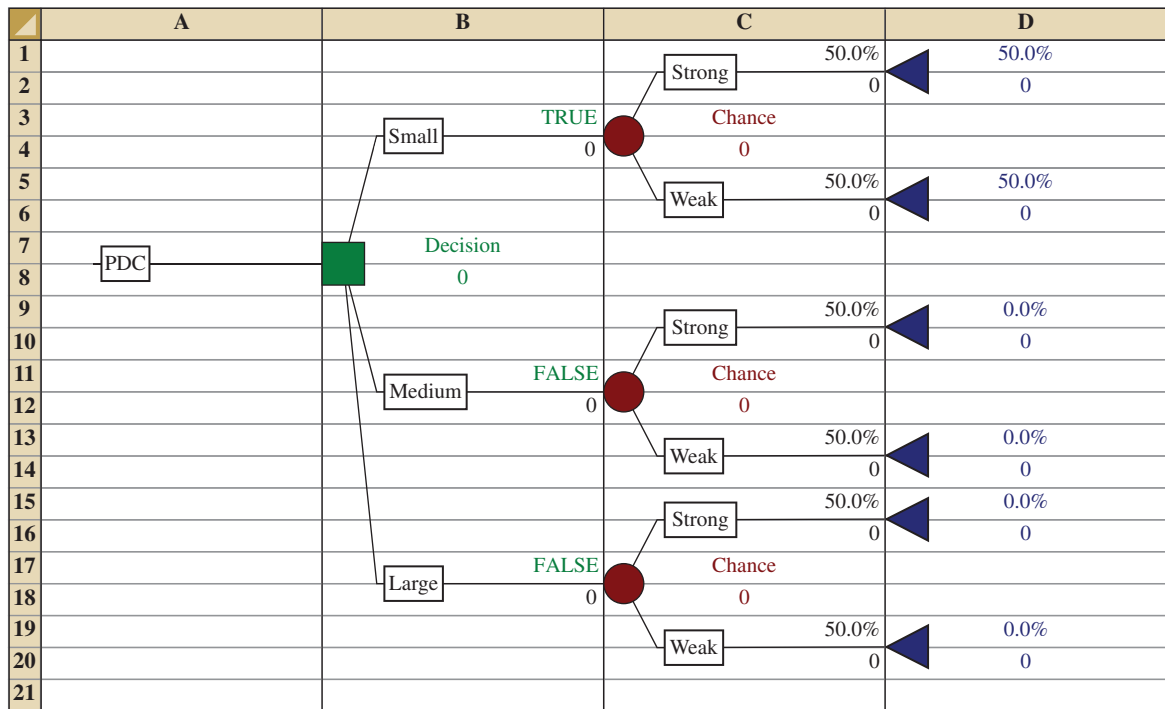 A B C D
1 50.0% 50.0%
Strong
2 0 0
3 TRUE Chance
Small
4 0 0
5 50.0% 50.0%
Weak
6 0 0
7 Decision
PDC
8 0
9 50.0% 0.0%
Strong
10 0 0
11 FALSE Chance
Medium
12 0 0
13 50.0% 0.0%
Weak
14 0 0
15 50.0% 0.0%
Strong
16 0 0
17 FALSE Chance
Large
18 0 0
19 50.0% 0.0%
Weak
20 0 0
21